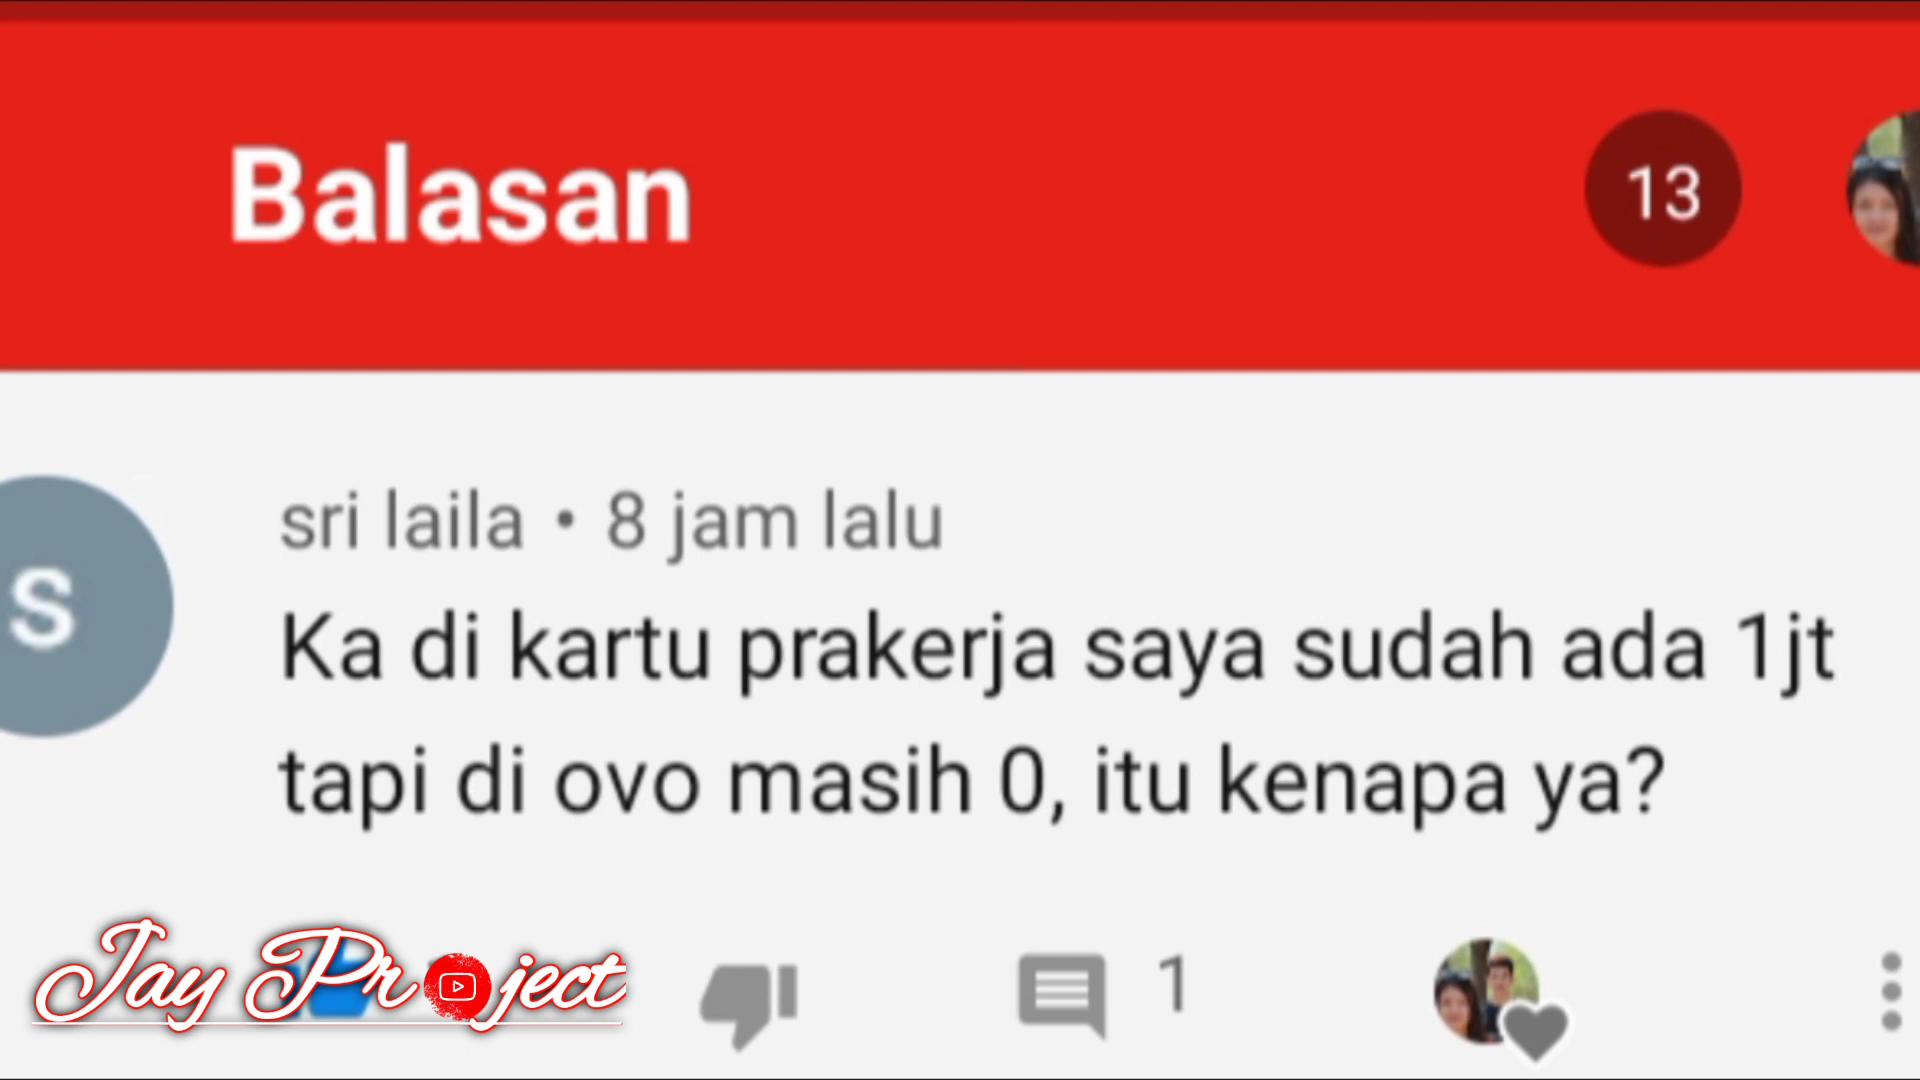 Balasan
13
S
sri laila • 8 jam lalu
Ka di kartu prakerja saya sudah ada 1jt
tapi di ovo masih 0, itu kenapa ya?
1
Jay Project